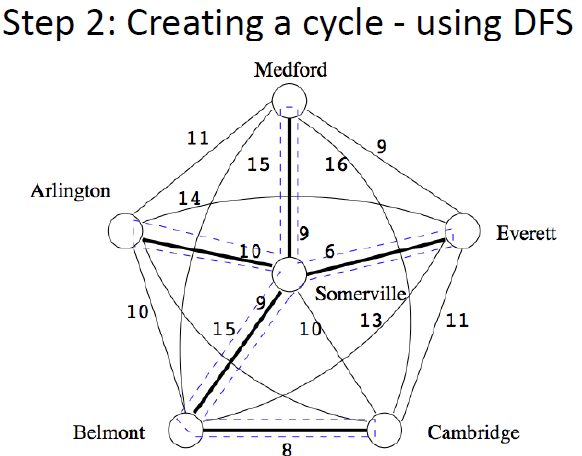 Step 2: Creating a cycle - using DFS
Medford
11
9
15
16
Arlington
14
Everett
9
10
6
Somerville
9
10
15
10
13
11
Belmont
Cambridge
8